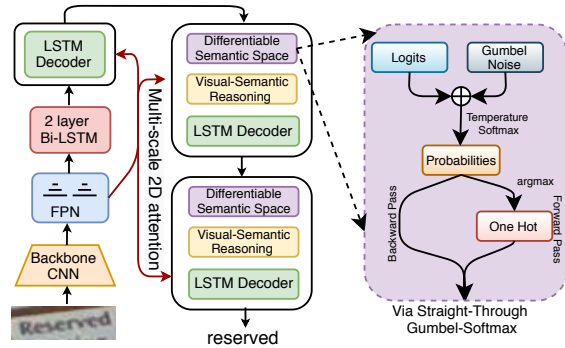 LSTM
Decoder
2 layer
Bi-LSTM
FPN
Backbone
CNN
Reserved
Multi-scale 2D attention
Differentiable
Semantic Space
Visual-Semantic
Reasoning
LSTM Decoder
Differentiable
Semantic Space
Visual-Semantic
Reasoning
LSTM Decoder
reserved
Logits
Gumbel
Noise
Temperature
Softmax
Probabilities
argmax
Backward Pass
One Hot
Forward Pass
Via Straight-Through
Gumbel-Softmax